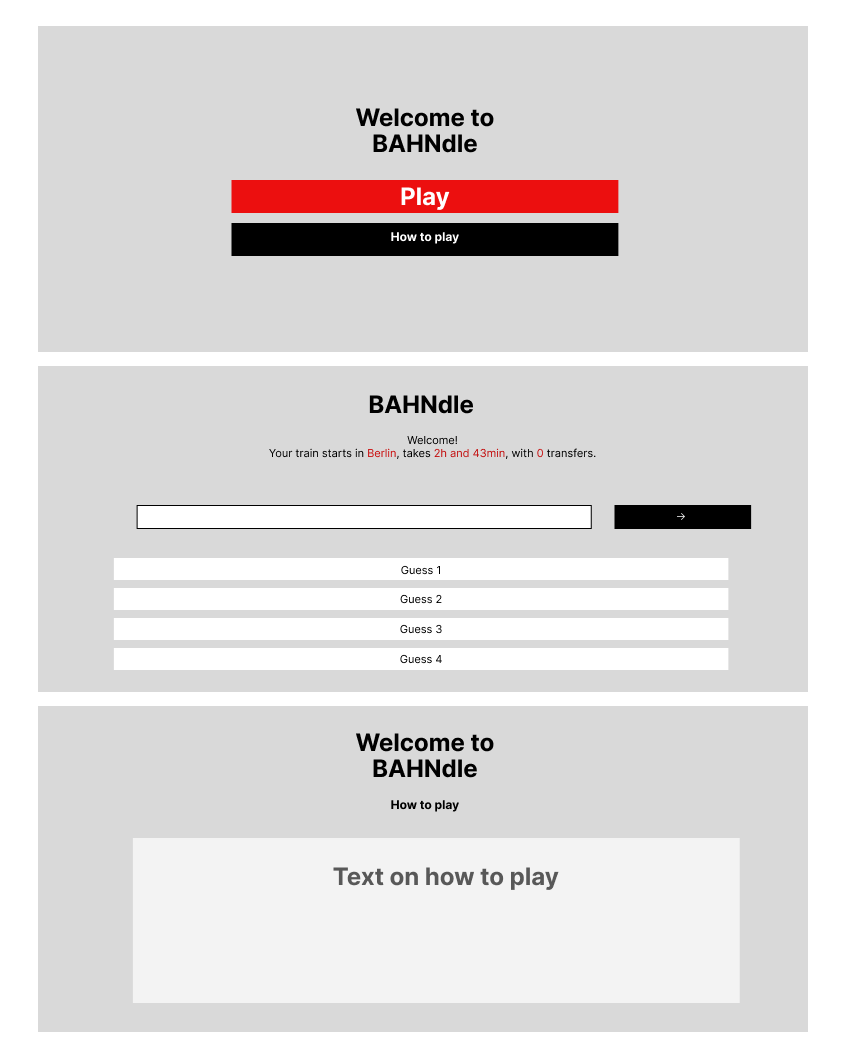 Welcome to
BAHNdle
Play
How to play
BAHNdle
Welcome!
Your train starts in Berlin, takes 2h and 43min, with 0 transfers.
→
Guess 1
Guess 2
Guess 3
Guess 4
Welcome to
BAHNdle
How to play
Text on how to play